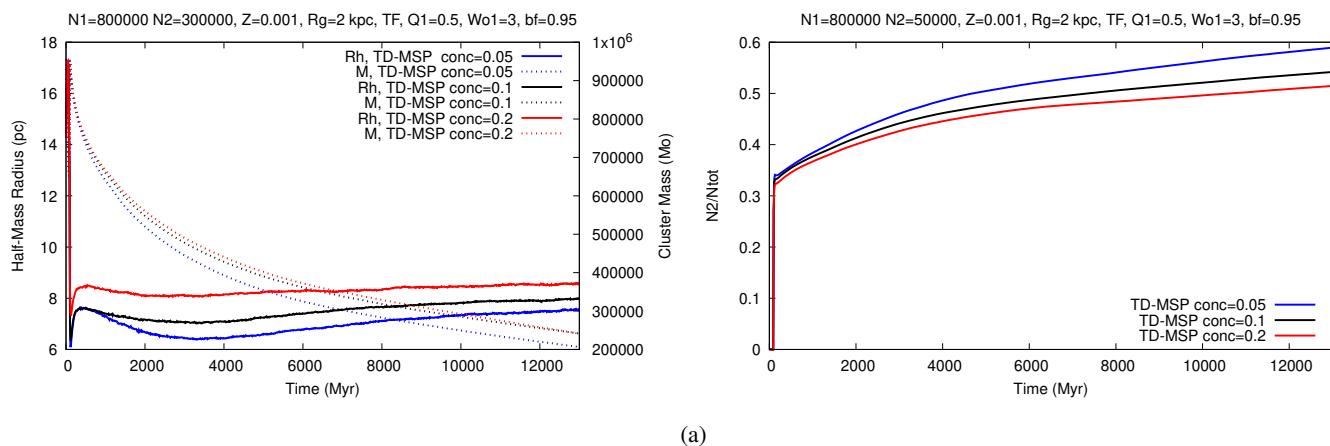 N1=800000 N2=300000, Z=0.001, Rg=2 kpc, TF, Q1=0.5, Wo1=3, bf=0.95
18
16
14
12
10
8
6
Half-Mass Radius (pc)
Rh, TD-MSP conc=0.05
M, TD-MSP conc=0.05
Rh, TD-MSP conc=0.1
M, TD-MSP conc=0.1
Rh, TD-MSP conc=0.2
M, TD-MSP conc=0.2
1x10^6
900000
800000
700000
600000
500000
400000
300000
200000
Cluster Mass (Mo)
0 2000 4000 6000 8000 10000 12000
Time (Myr)
N1=800000 N2=50000, Z=0.001, Rg=2 kpc, TF, Q1=0.5, Wo1=3, bf=0.95
0.6
0.5
0.4
0.3
0.2
0.1
0
N2/Ntot
TD-MSP conc=0.05
TD-MSP conc=0.1
TD-MSP conc=0.2
0 2000 4000 6000 8000 10000 12000
Time (Myr)
(a)